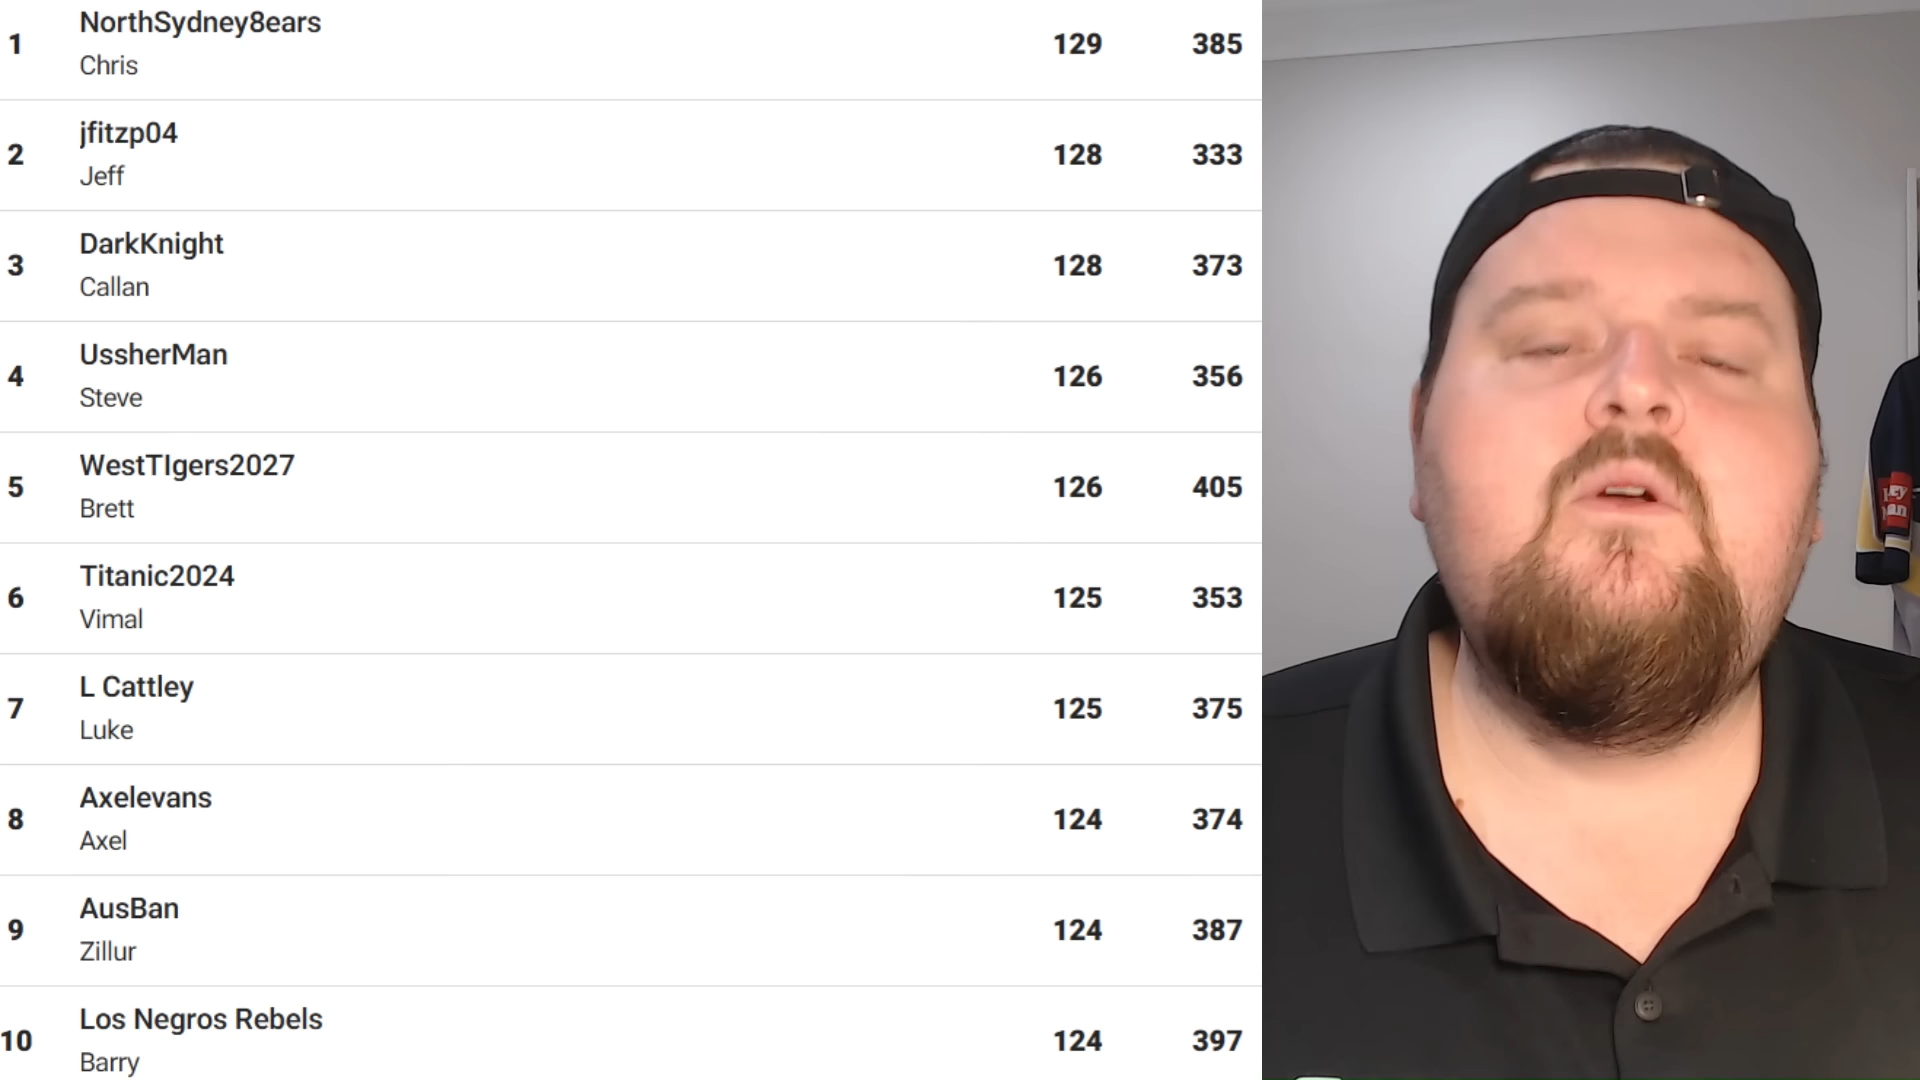 1 NorthSydney8ears 129 385
Chris
2 jfitzp04 128 333
Jeff
3 DarkKnight 128 373
Callan
4 UssherMan 126 356
Steve
5 WestTIgers2027 126 405
Brett
6 Titanic2024 125 353
Vimal
7 L Cattley 125 375
Luke
8 Axelevans 124 374
Axel
9 AusBan 124 387
Zillur
10 Los Negros Rebels 124 397
Barry